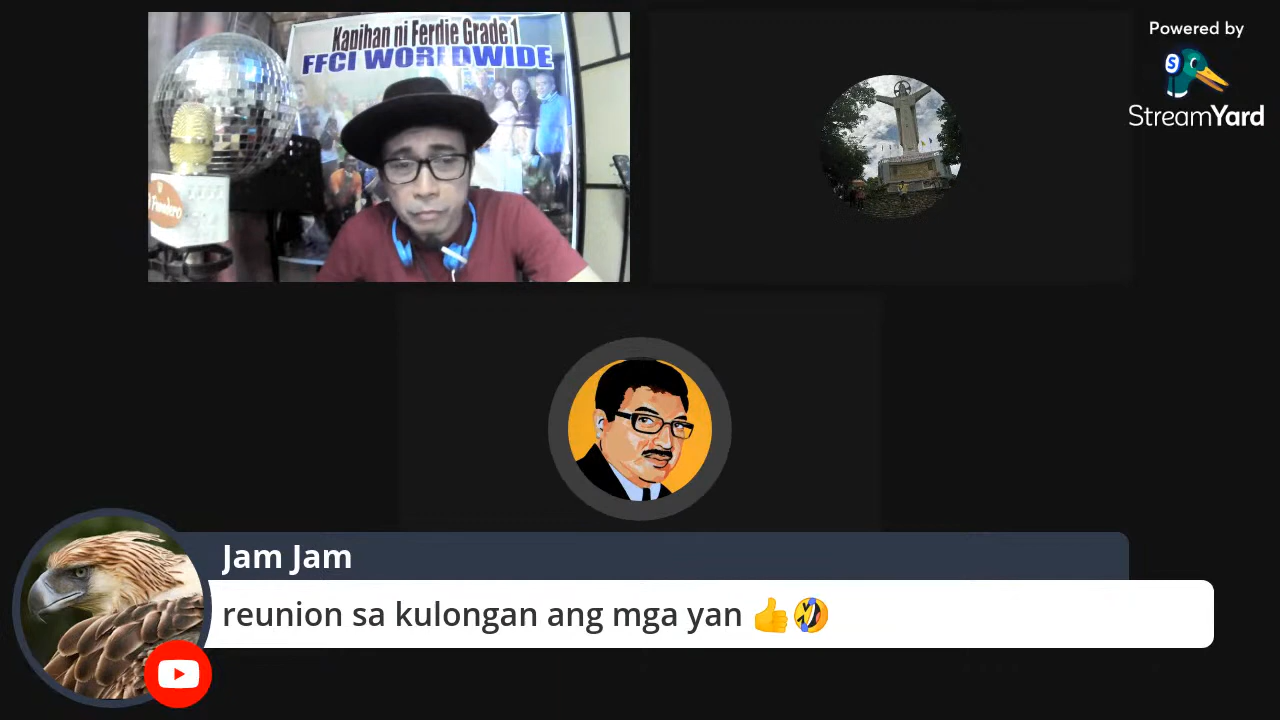 Kapihan ni Ferdie Grade 1
FFCI WORLDWIDE
Powered by
S
StreamYard
Jam Jam
reunion sa kulongan ang mga yan 👍🤣